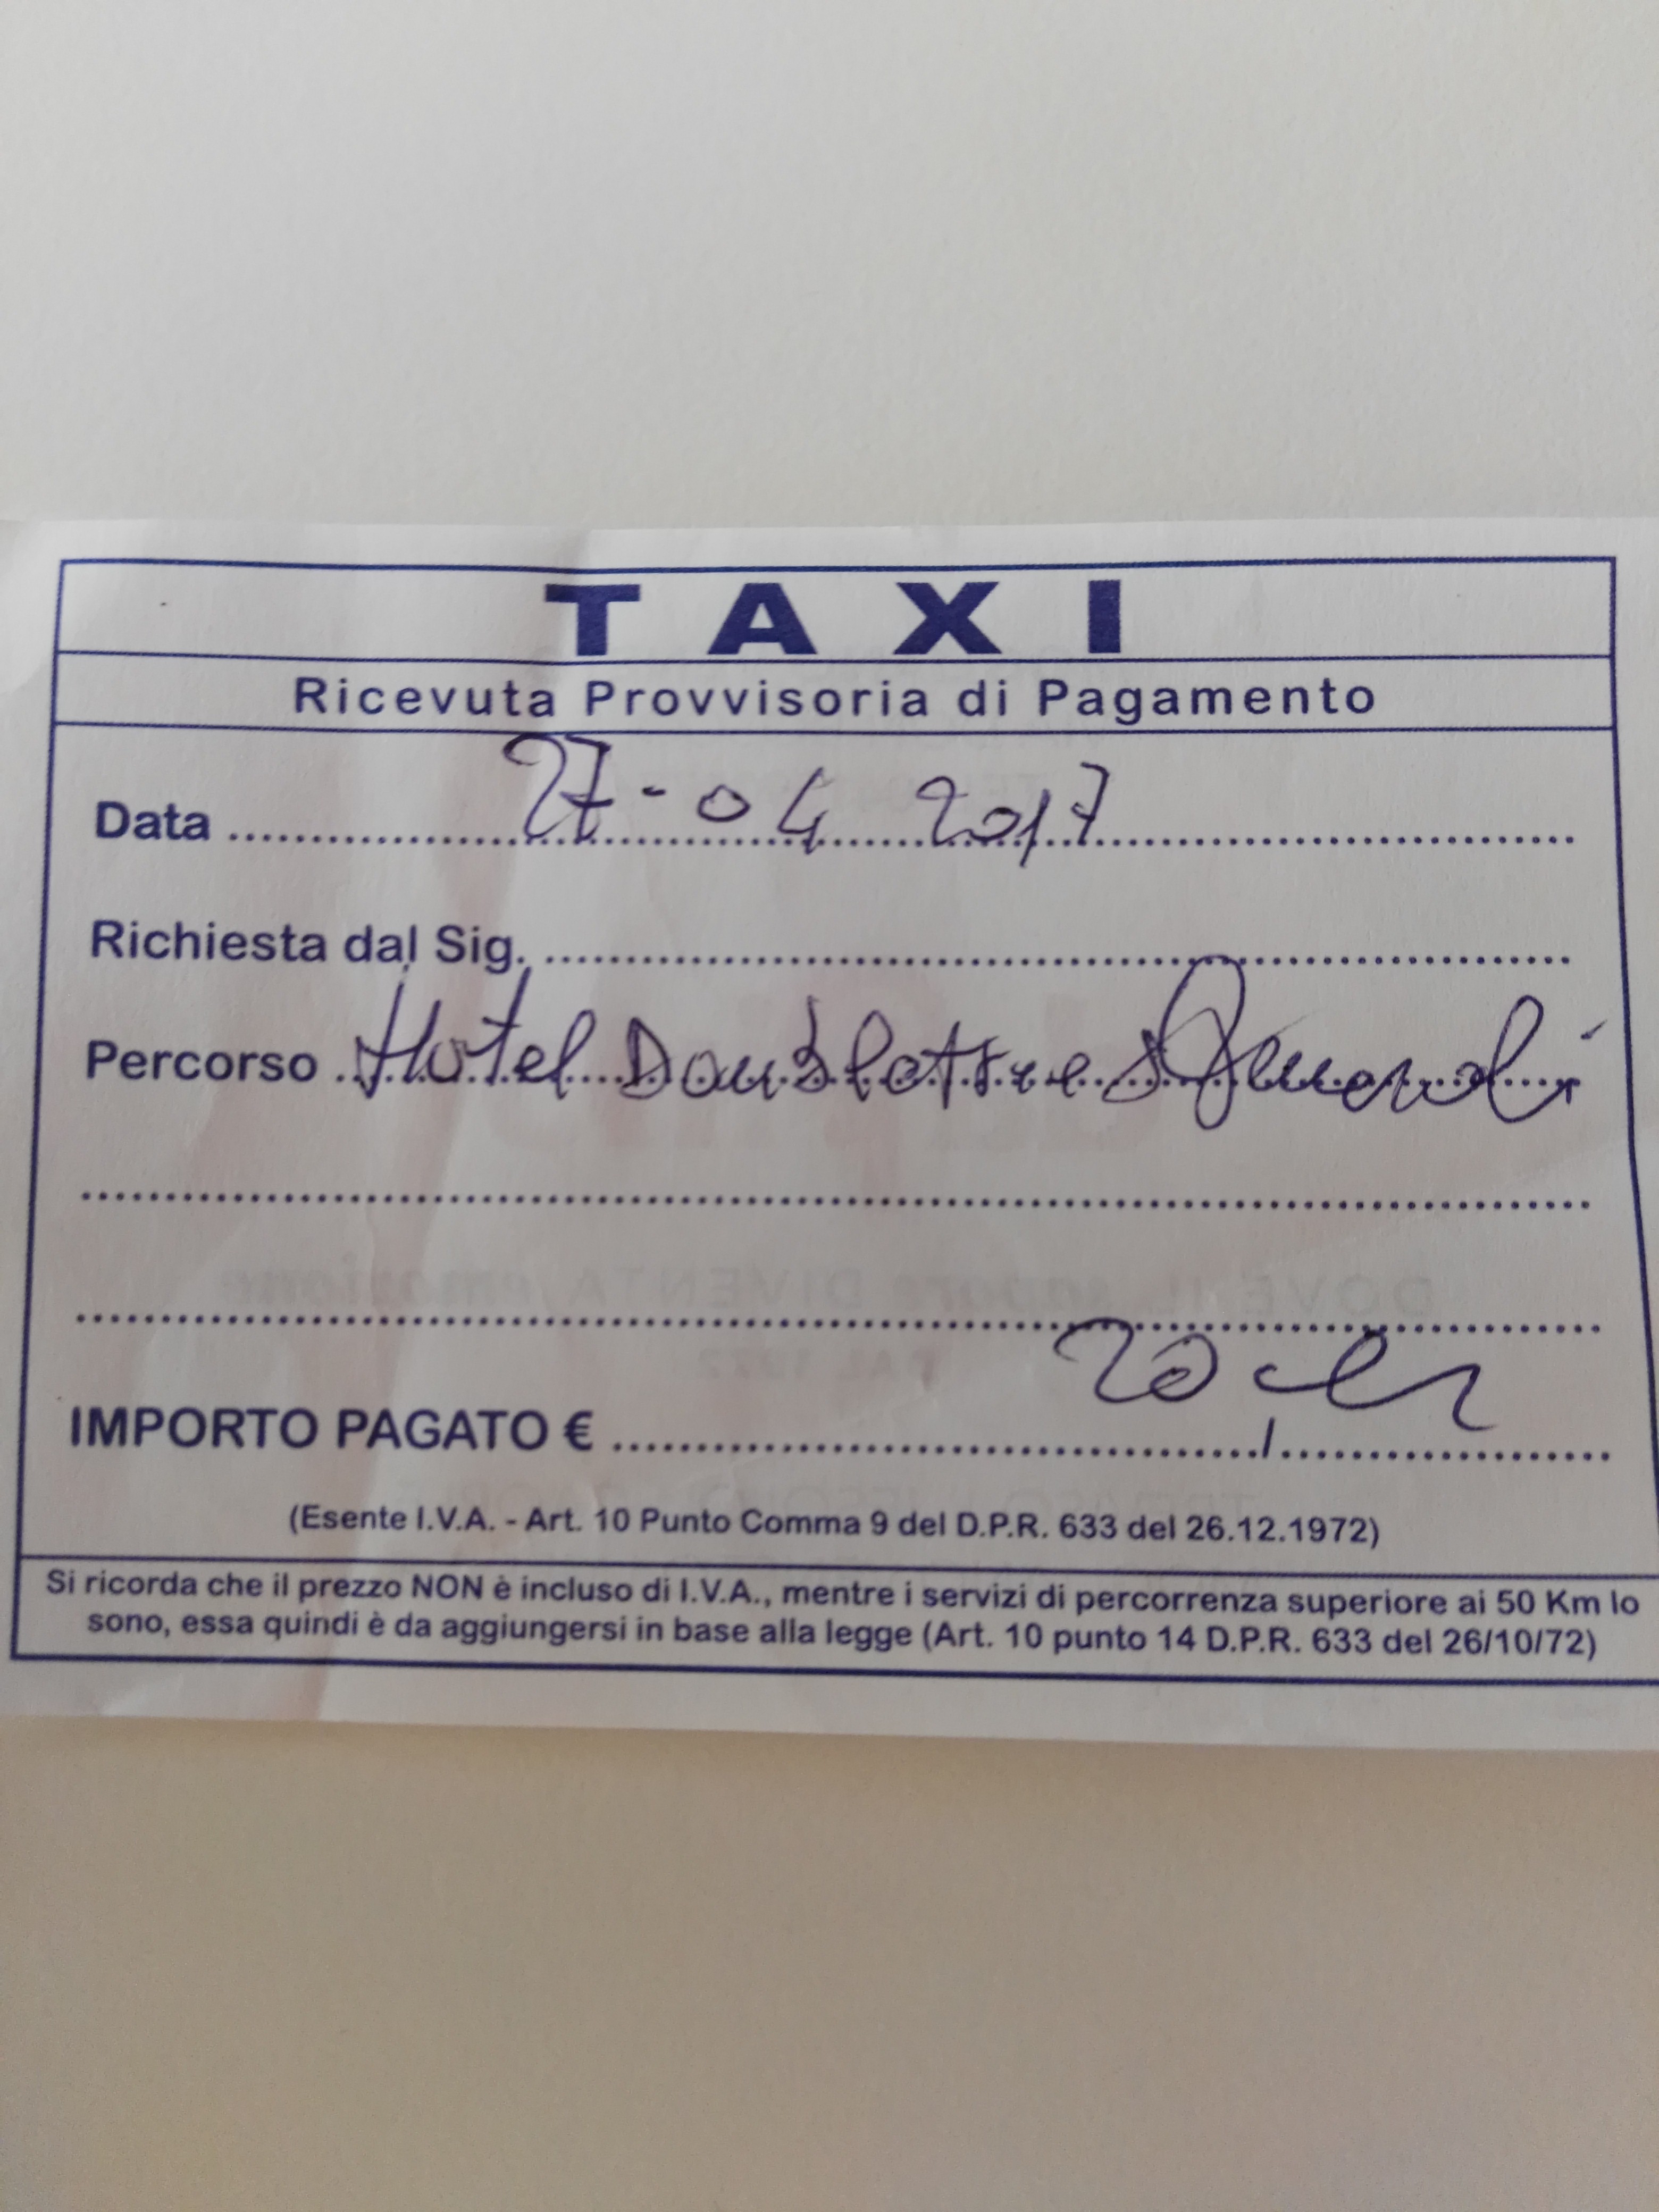 TAXI
Ricevuta Provvisoria di Pagamento
Data 27-04 2017
Richiesta dal Sig.
Percorso Hotel Doubletree
IMPORTO PAGATO € 20
(Esente I.V.A. - Art. 10 Punto Comma 9 del D.P.R. 633 del 26.12.1972)
Si ricorda che il prezzo NON è incluso di I.V.A., mentre i servizi di percorrenza superiore ai 50 Km lo
sono, essa quindi è da aggiungersi in base alla legge (Art. 10 punto 14 D.P.R. 633 del 26/10/72)